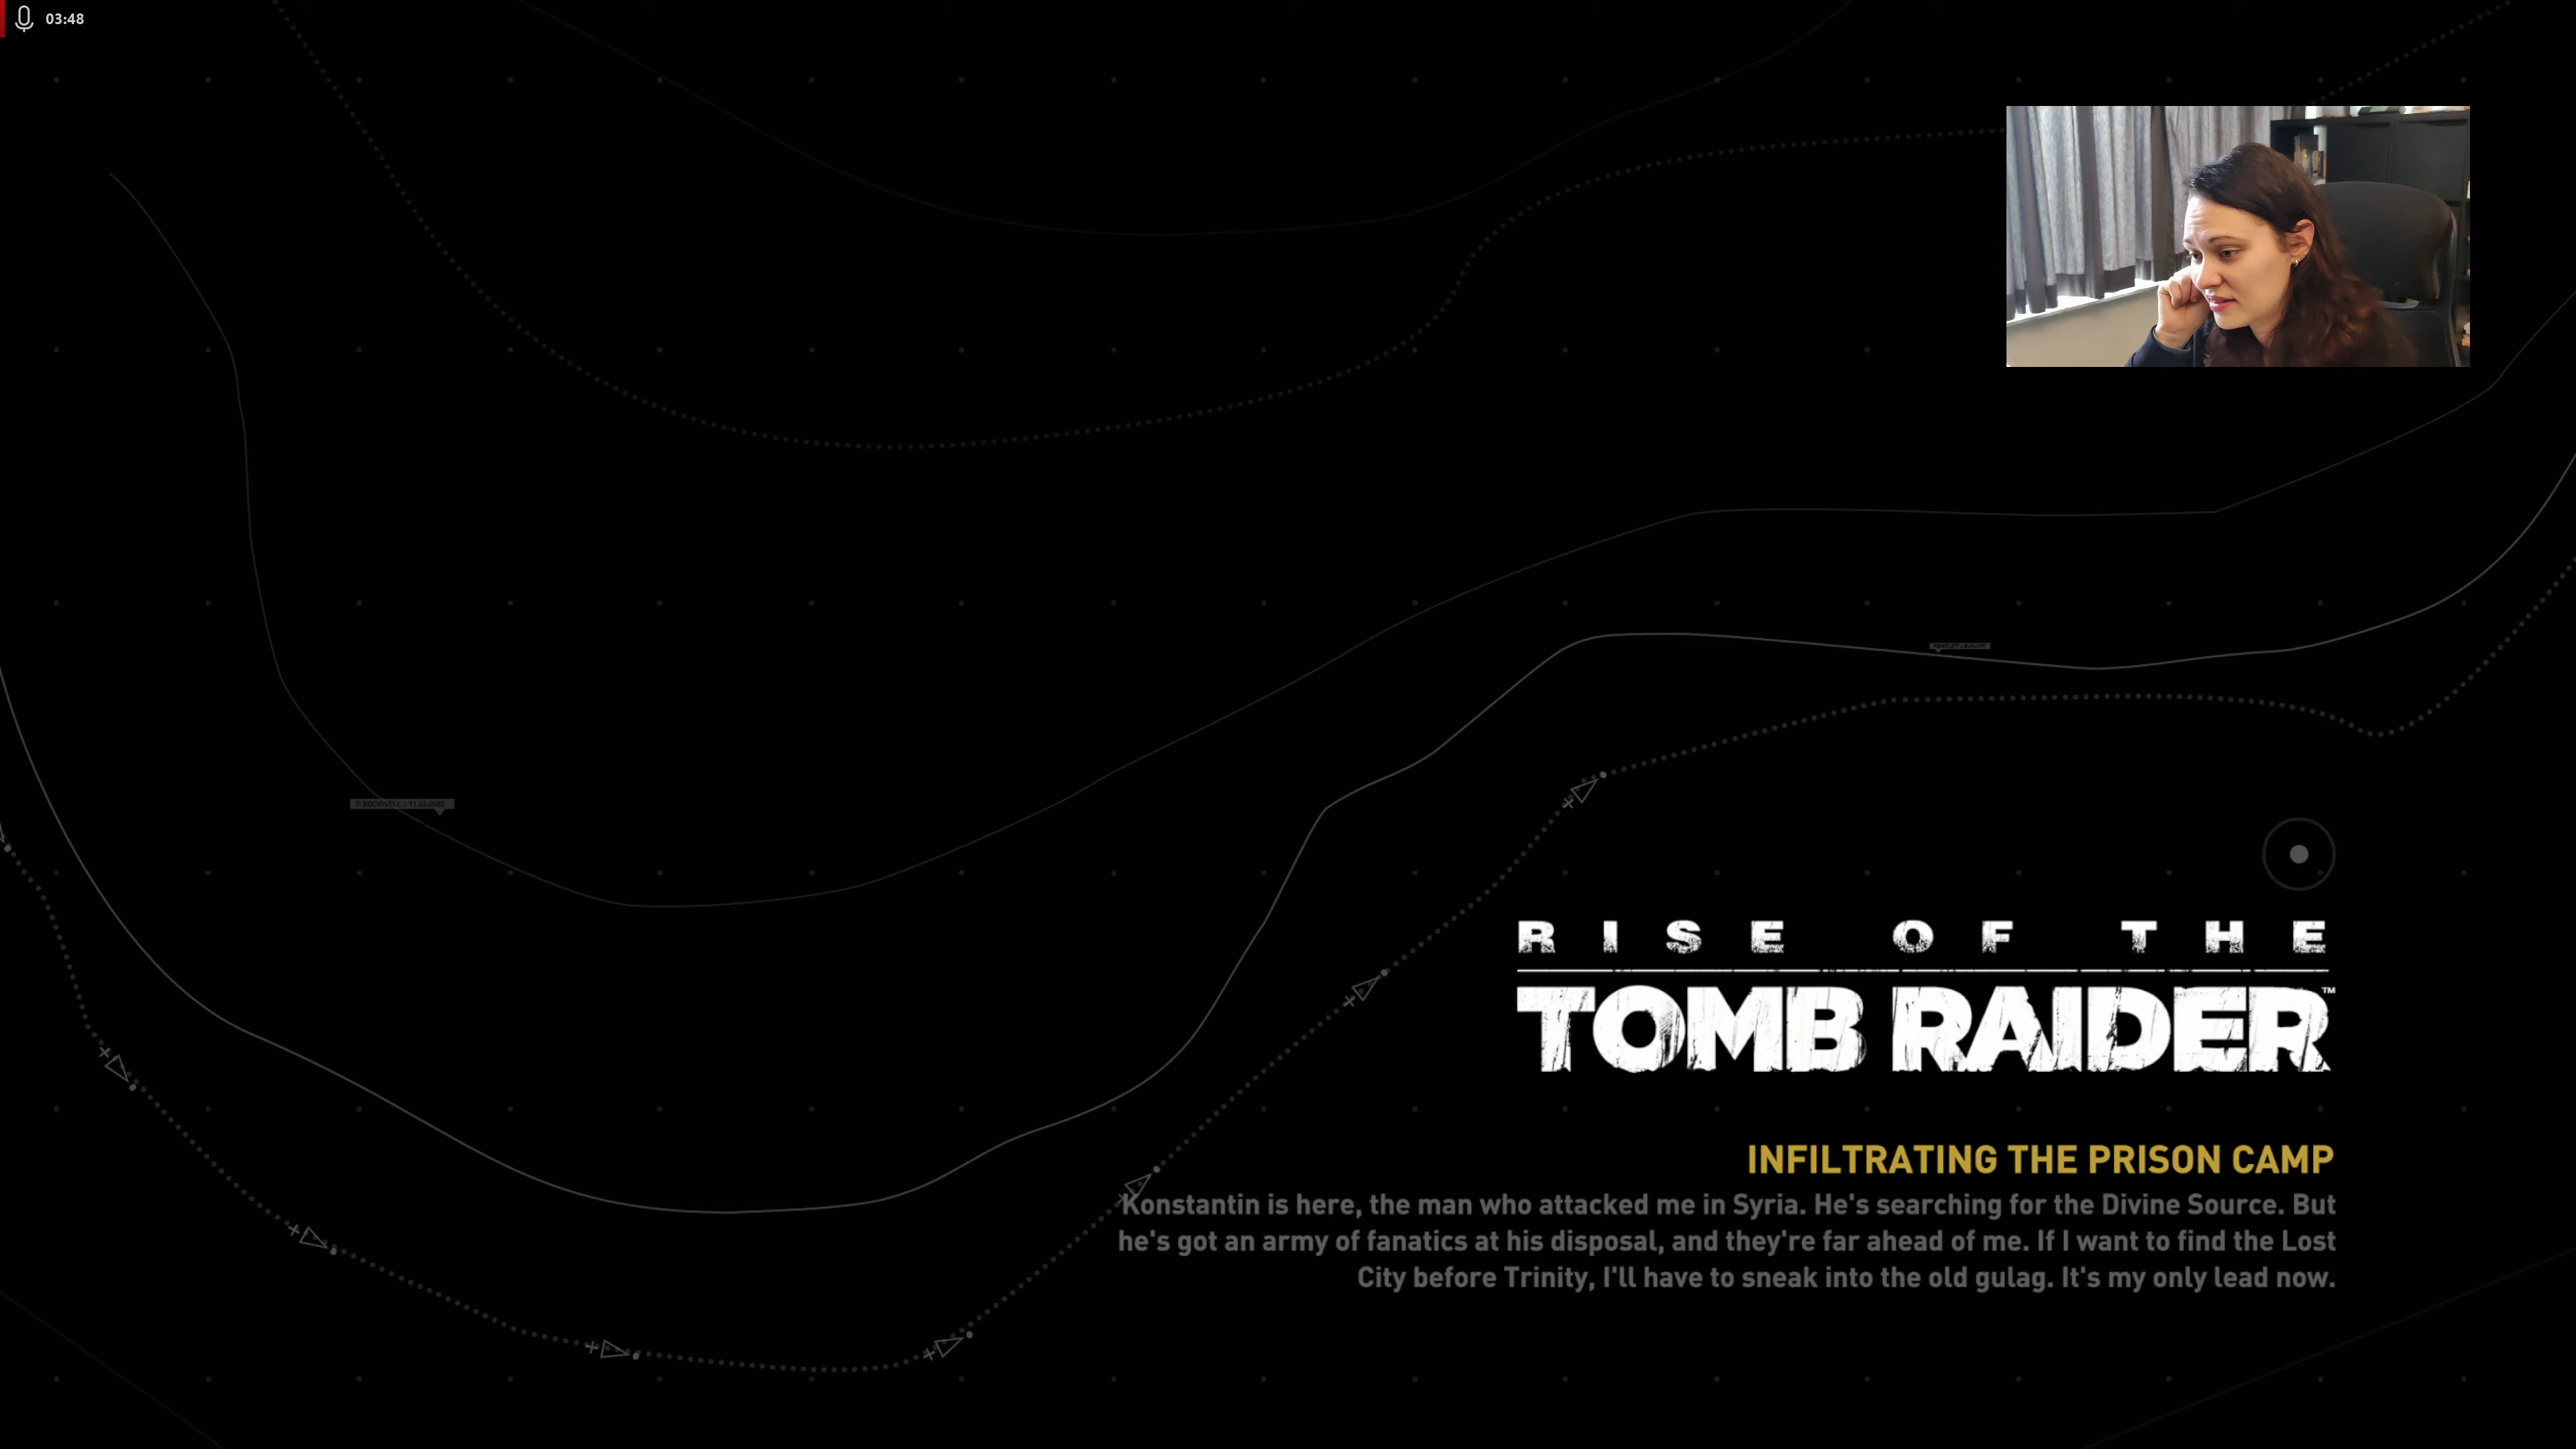 03:48
RISE OF THE
TOMB RAIDER™
INFILTRATING THE PRISON CAMP
Konstantin is here, the man who attacked me in Syria. He's searching for the Divine Source. But
he's got an army of fanatics at his disposal, and they're far ahead of me. If I want to find the Lost
City before Trinity, I'll have to sneak into the old gulag. It's my only lead now.